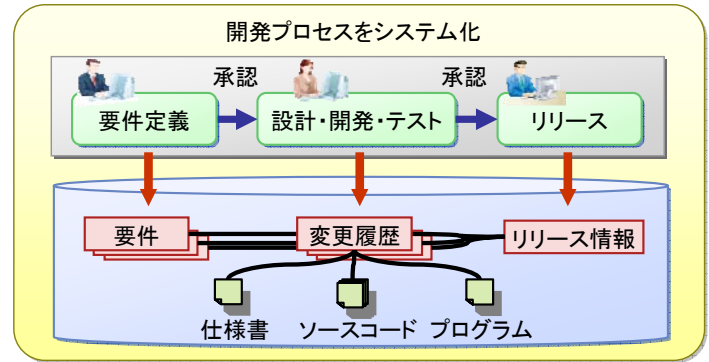 開発プロセスをシステム化
承認
承認
要件定義
設計・開発・テスト
リリース
要件
変更履歴
リリース情報
仕様書
ソースコード
プログラム